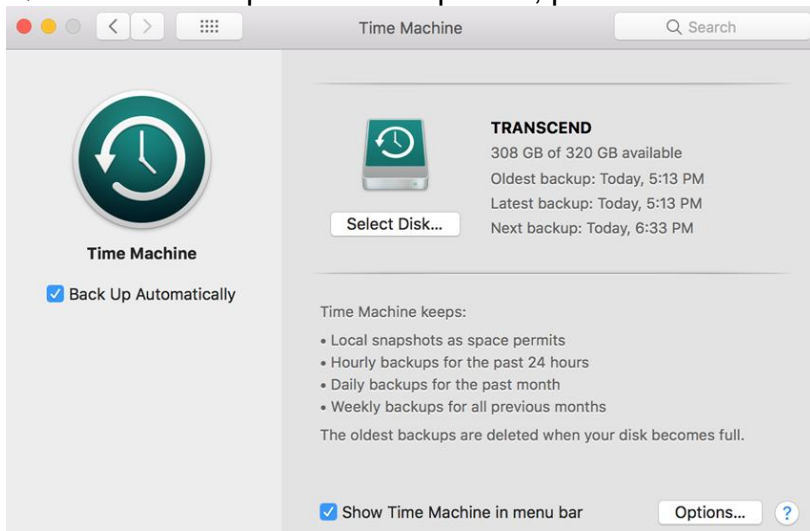 Time Machine
Search
TRANSCEND
308 GB of 320 GB available
Oldest backup: Today, 5:13 PM
Latest backup: Today, 5:13 PM
Select Disk...
Next backup: Today, 6:33 PM
Time Machine
Back Up Automatically
Time Machine keeps:
• Local snapshots as space permits
• Hourly backups for the past 24 hours
• Daily backups for the past month
• Weekly backups for all previous months
The oldest backups are deleted when your disk becomes full.
Show Time Machine in menu bar
Options...
?